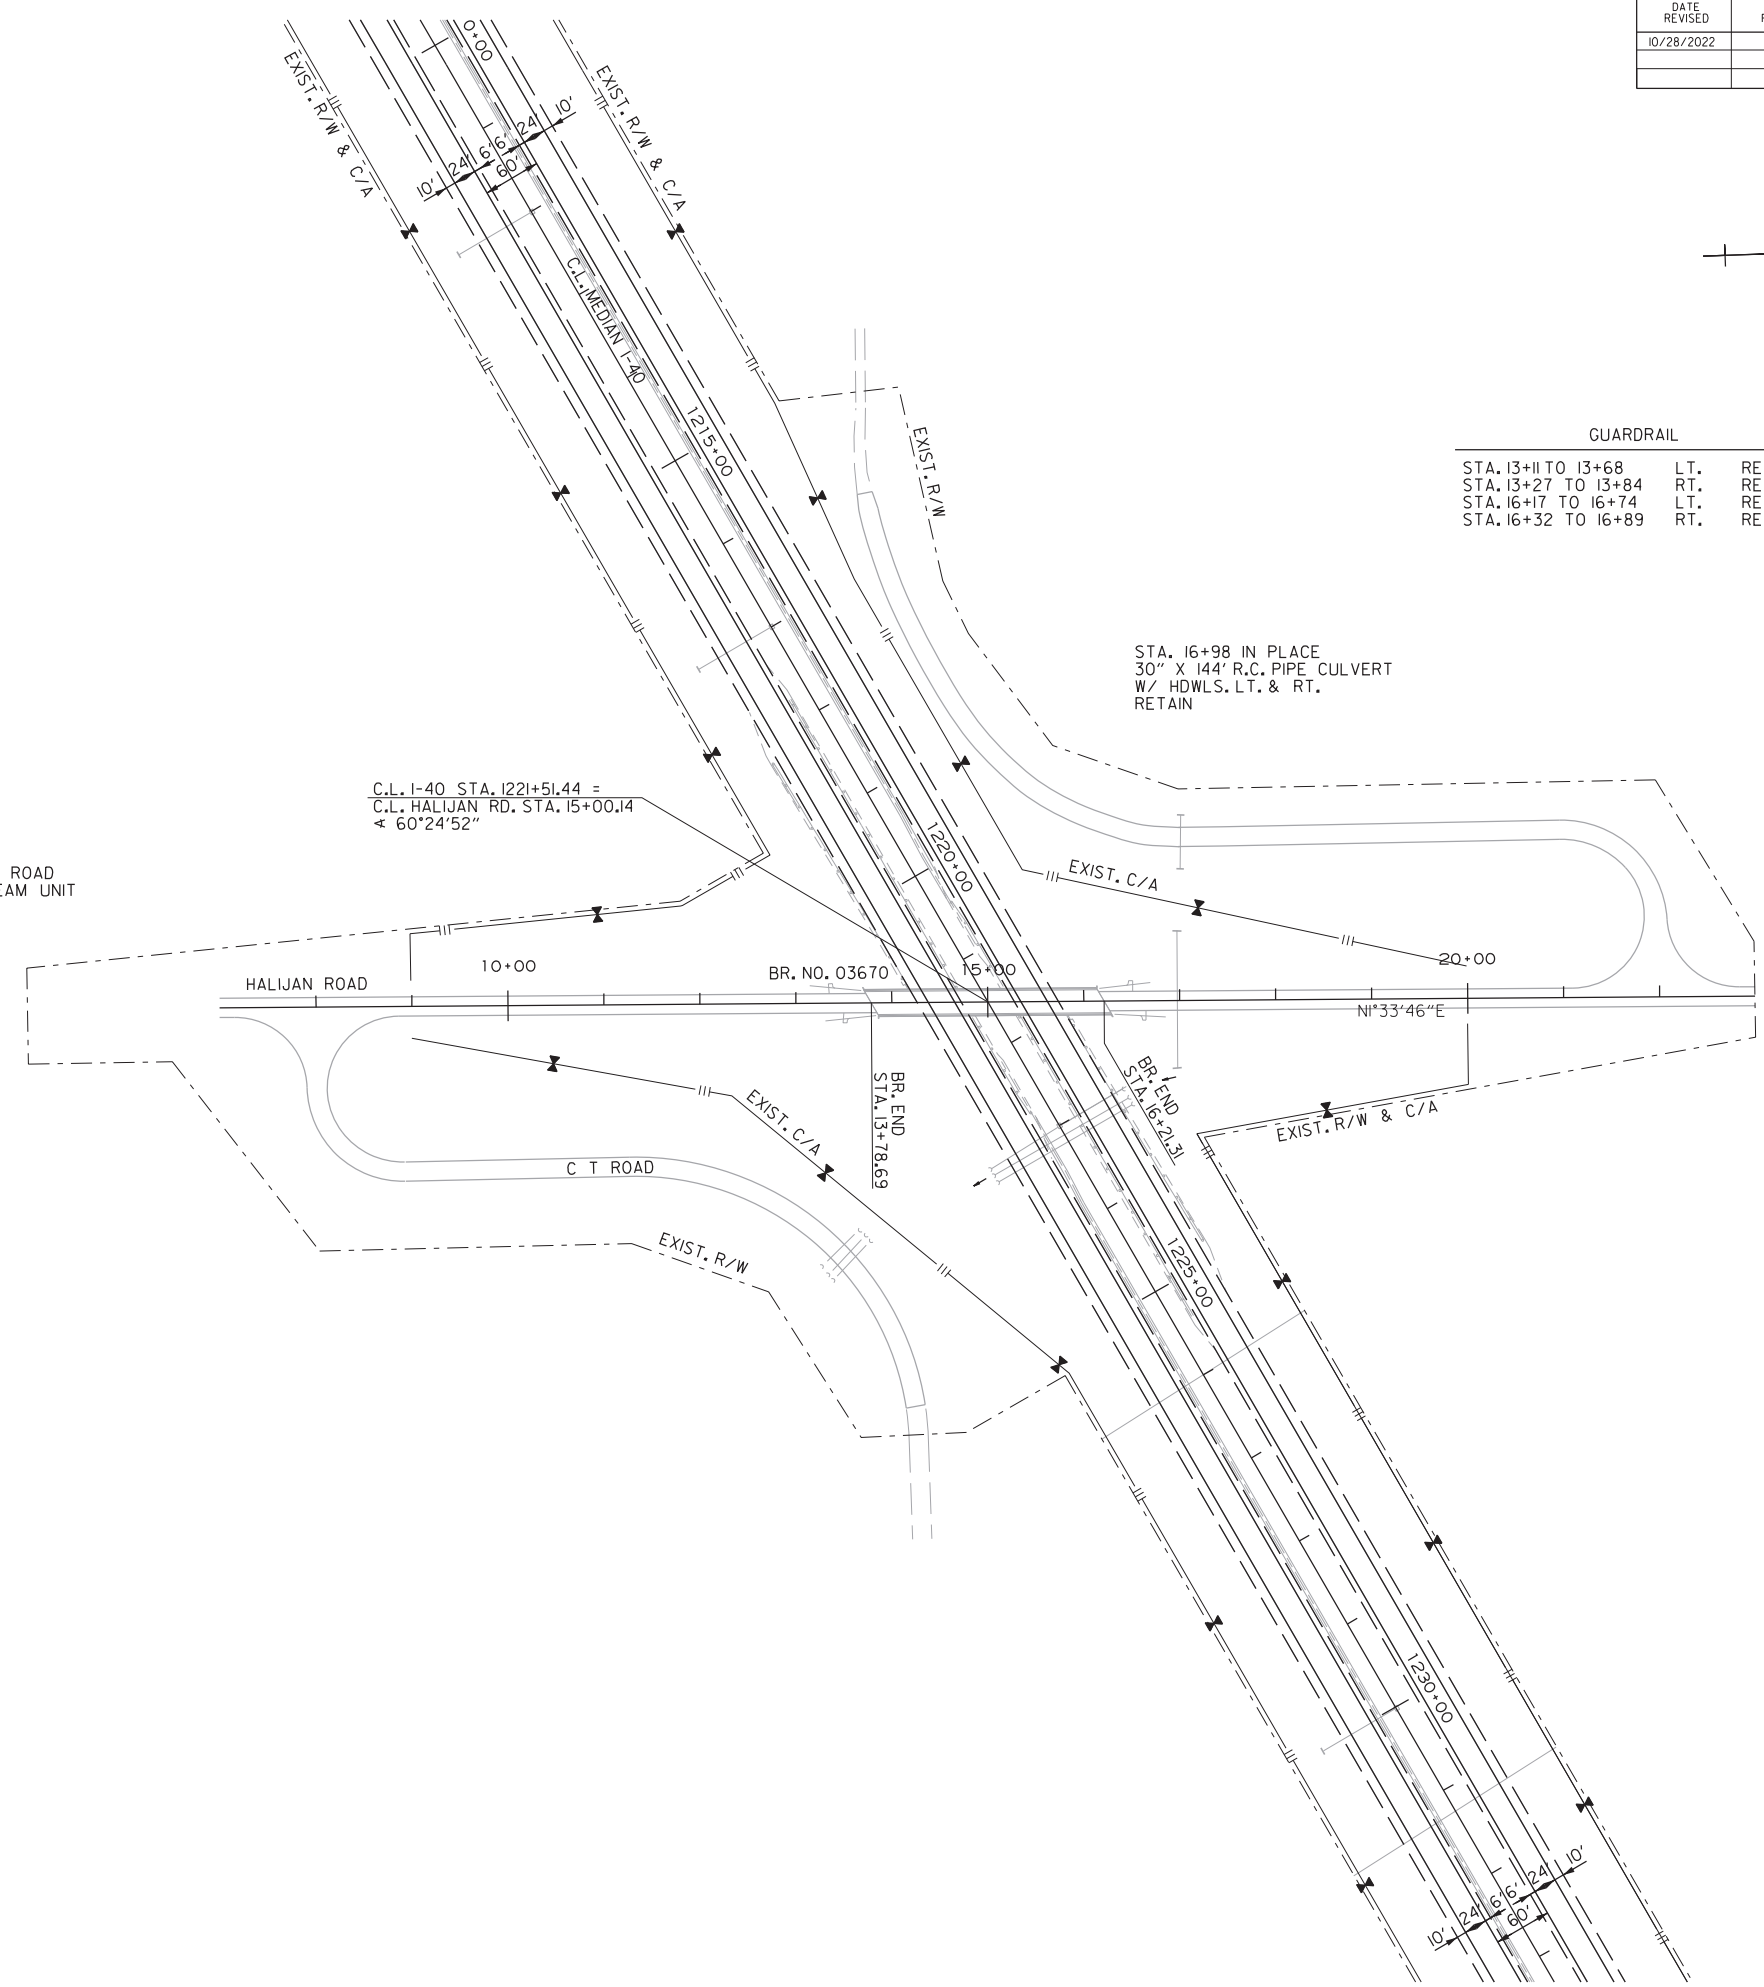 DATE
REVISED
10/28/2022
0+00
EXIST. R/W & C/A
EXIST. R/W & C/A
10'
24'
6'
6'
24'
10'
60'
C.L. MEDIAN I-40
1215+00
EXIST. R/W
GUARDRAIL
STA. 13+11 TO 13+68 LT. RE
STA. 13+27 TO 13+84 RT. RE
STA. 16+17 TO 16+74 LT. RE
STA. 16+32 TO 16+89 RT. RE
STA. 16+98 IN PLACE
30" X 144' R.C. PIPE CULVERT
W/ HDWLS. LT. & RT.
RETAIN
C.L. I-40 STA. 1221+51.44 =
C.L. HALIJAN RD. STA. 15+00.14
∢ 60°24'52"
1220+00
ROAD
EAM UNIT
EXIST. C/A
10+00
BR. NO. 03670
15+00
20+00
HALIJAN ROAD
N1°33'46"E
BR. END
STA. 13+78.69
BR. END
STA. 16+21.31
EXIST. C/A
EXIST. R/W & C/A
C T ROAD
EXIST. R/W
1225+00
1230+00
10'
24'
6'
6'
24'
10'
60'